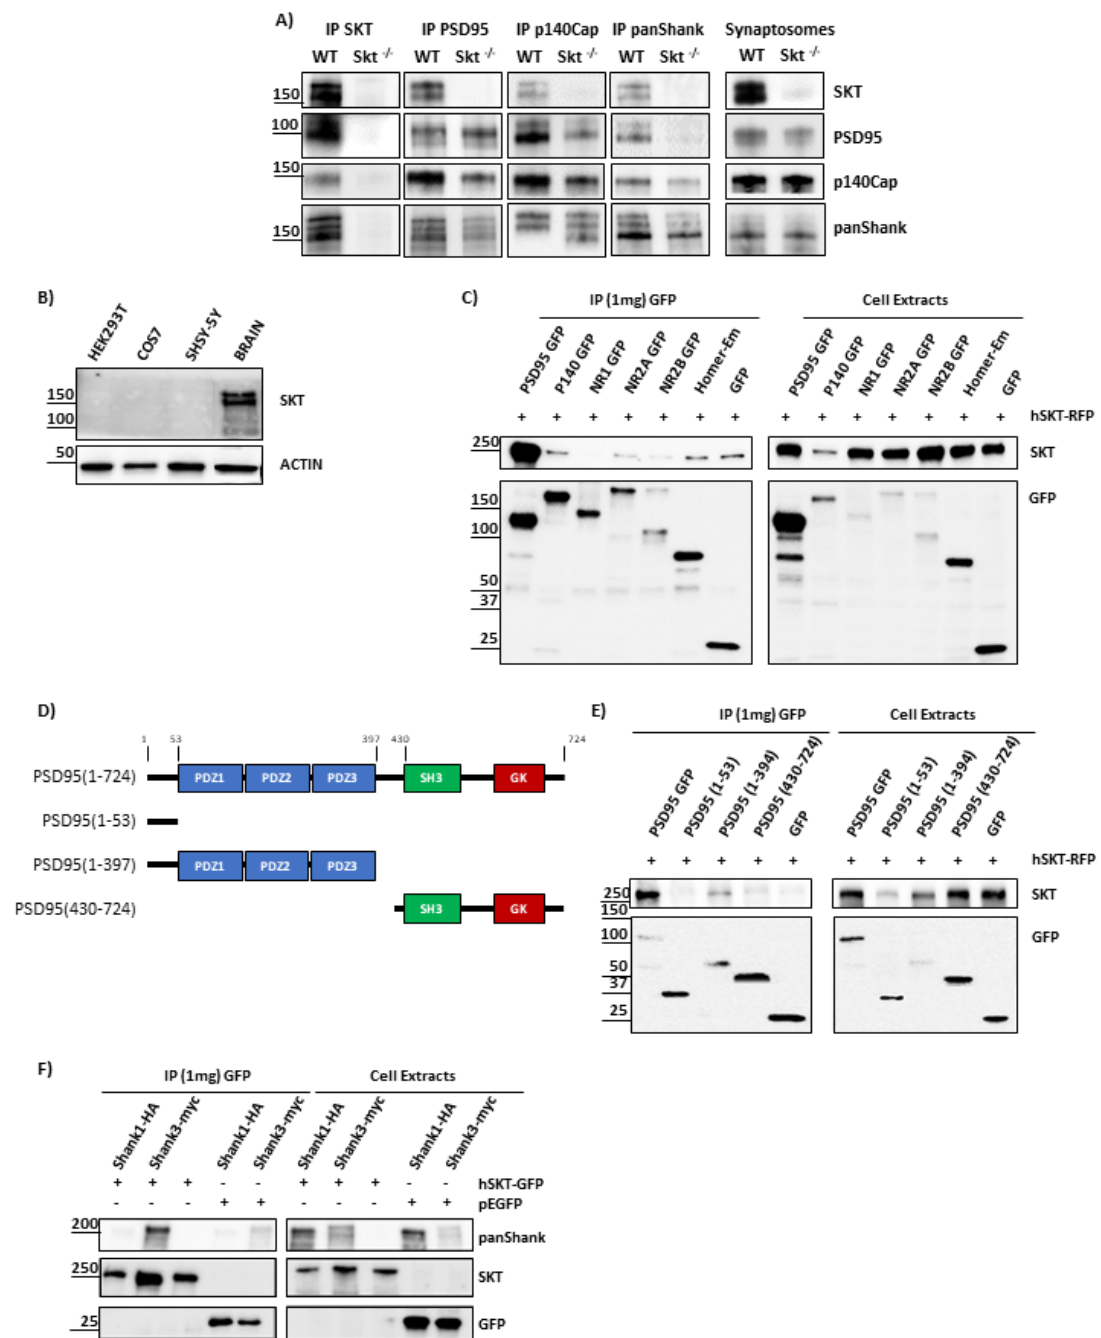 A)
IP SKT IP PSD95 IP p140Cap IP panShank Synaptosomes
WT Skt -/- WT Skt -/- WT Skt -/- WT Skt -/- WT Skt -/-
150 SKT
100 PSD95
150 p140Cap
150 panShank
B)
HEK293T COS7 SHSY-5Y BRAIN
150
100
SKT
50
ACTIN
C)
IP (1mg) GFP Cell Extracts
PSD95 GFP P140 GFP NR1 GFP NR2A GFP NR2B GFP Homer-Em GFP PSD95 GFP P140 GFP NR1 GFP NR2A GFP NR2B GFP Homer-Em GFP
+ + + + + + + + + + + + + + hSKT-RFP
250 SKT
150 GFP
100
50
37
25
D)
1 53 397 430 724
PSD95(1-724) PDZ1 PDZ2 PDZ3 SH3 GK
PSD95(1-53)
PSD95(1-397) PDZ1 PDZ2 PDZ3
PSD95(430-724) SH3 GK
E)
IP (1mg) GFP Cell Extracts
PSD95 GFP PSD95 (1-53) PSD95 (1-394) PSD95 (430-724) GFP PSD95 GFP PSD95 (1-53) PSD95 (1-394) PSD95 (430-724) GFP
+ + + + + + + + + + hSKT-RFP
250 SKT
150
100 GFP
50
37
25
F)
IP (1mg) GFP Cell Extracts
Shank1-HA Shank3-myc Shank1-HA Shank3-myc Shank1-HA Shank3-myc Shank1-HA Shank3-myc
+ + + - - + + + - - hSKT-GFP
- - - + + - - - + + pEGFP
200 panShank
250 SKT
25 GFP